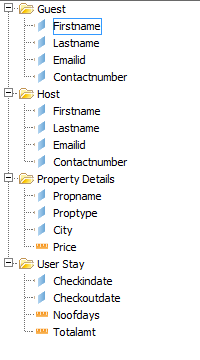 Guest
Firstname
Lastname
Emailid
Contactnumber
Host
Firstname
Lastname
Emailid
Contactnumber
Property Details
Propname
Proptype
City
Price
User Stay
Checkindate
Checkoutdate
Noofdays
Totalamt